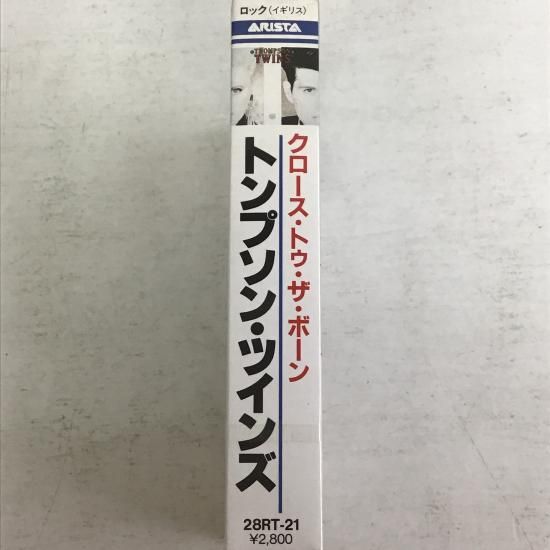 ロック(イギリス)
ARISTA
THOMPSON
TWINS
クロース・トゥ・ザ・ボーン
トンプソン・ツインズ
28RT-21
¥2,800